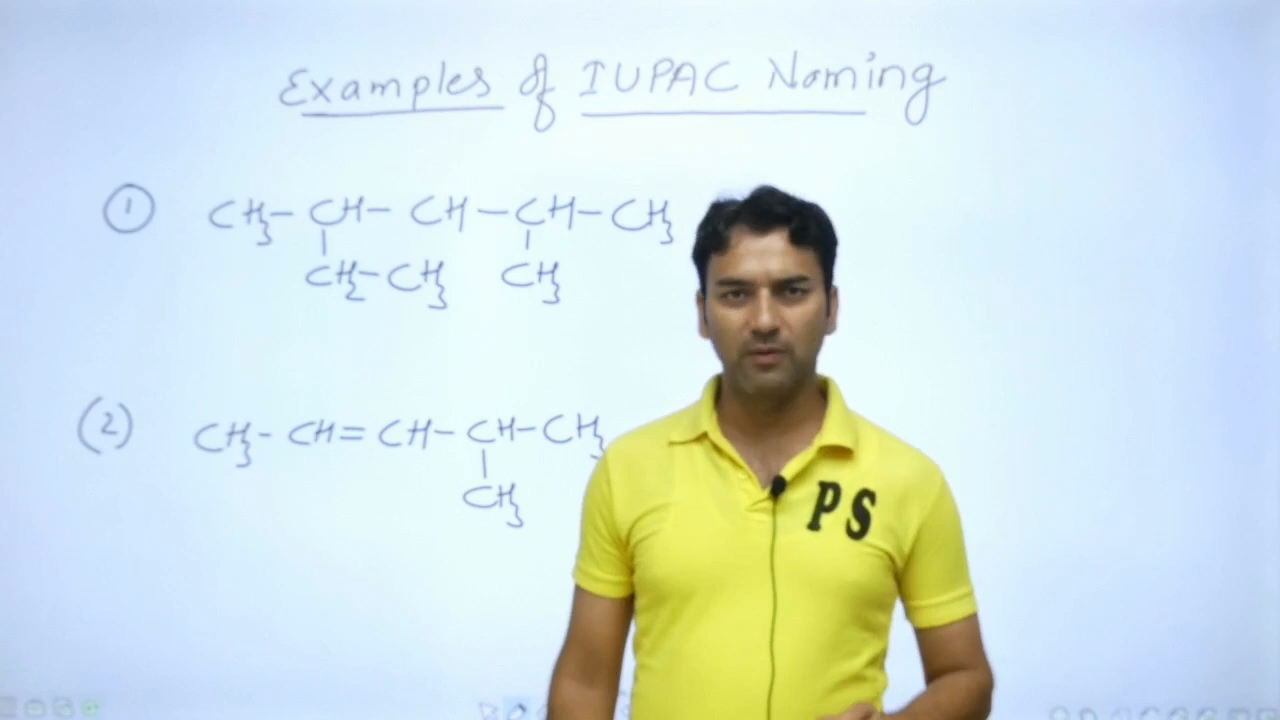 Examples of IUPAC Naming
① CH₃- CH- CH - CH- CH₃
CH₂-CH₃ CH₃
(2) CH₃- CH= CH- CH- CH₃
CH₃
PS